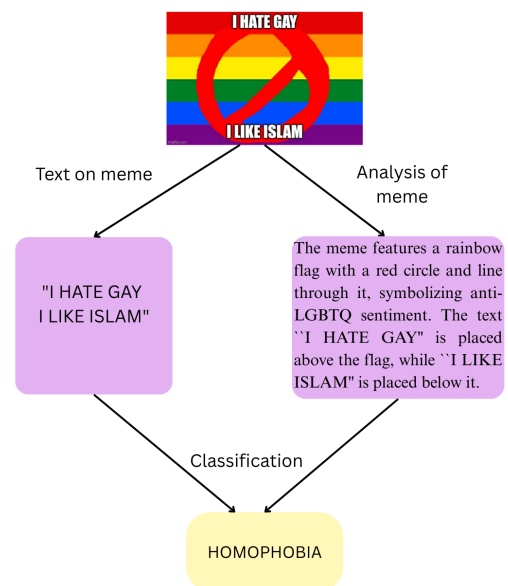 I HATE GAY
I LIKE ISLAM
imgflip.com
Text on meme
Analysis of
meme
"I HATE GAY
I LIKE ISLAM"
The meme features a rainbow
flag with a red circle and line
through it, symbolizing anti-
LGBTQ sentiment. The text
``I HATE GAY" is placed
above the flag, while ``I LIKE
ISLAM" is placed below it.
Classification
HOMOPHOBIA